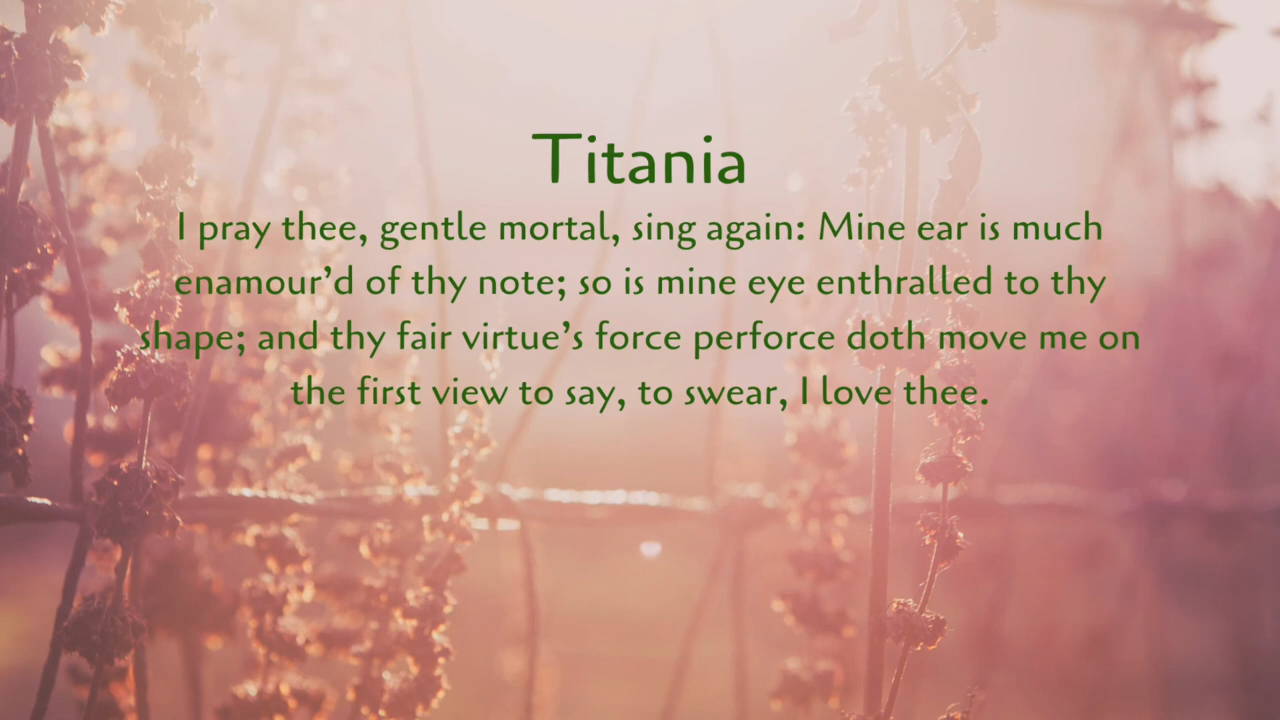 Titania
I pray thee, gentle mortal, sing again: Mine ear is much
enamour’d of thy note; so is mine eye enthralled to thy
shape; and thy fair virtue’s force perforce doth move me on
the first view to say, to swear, I love thee.